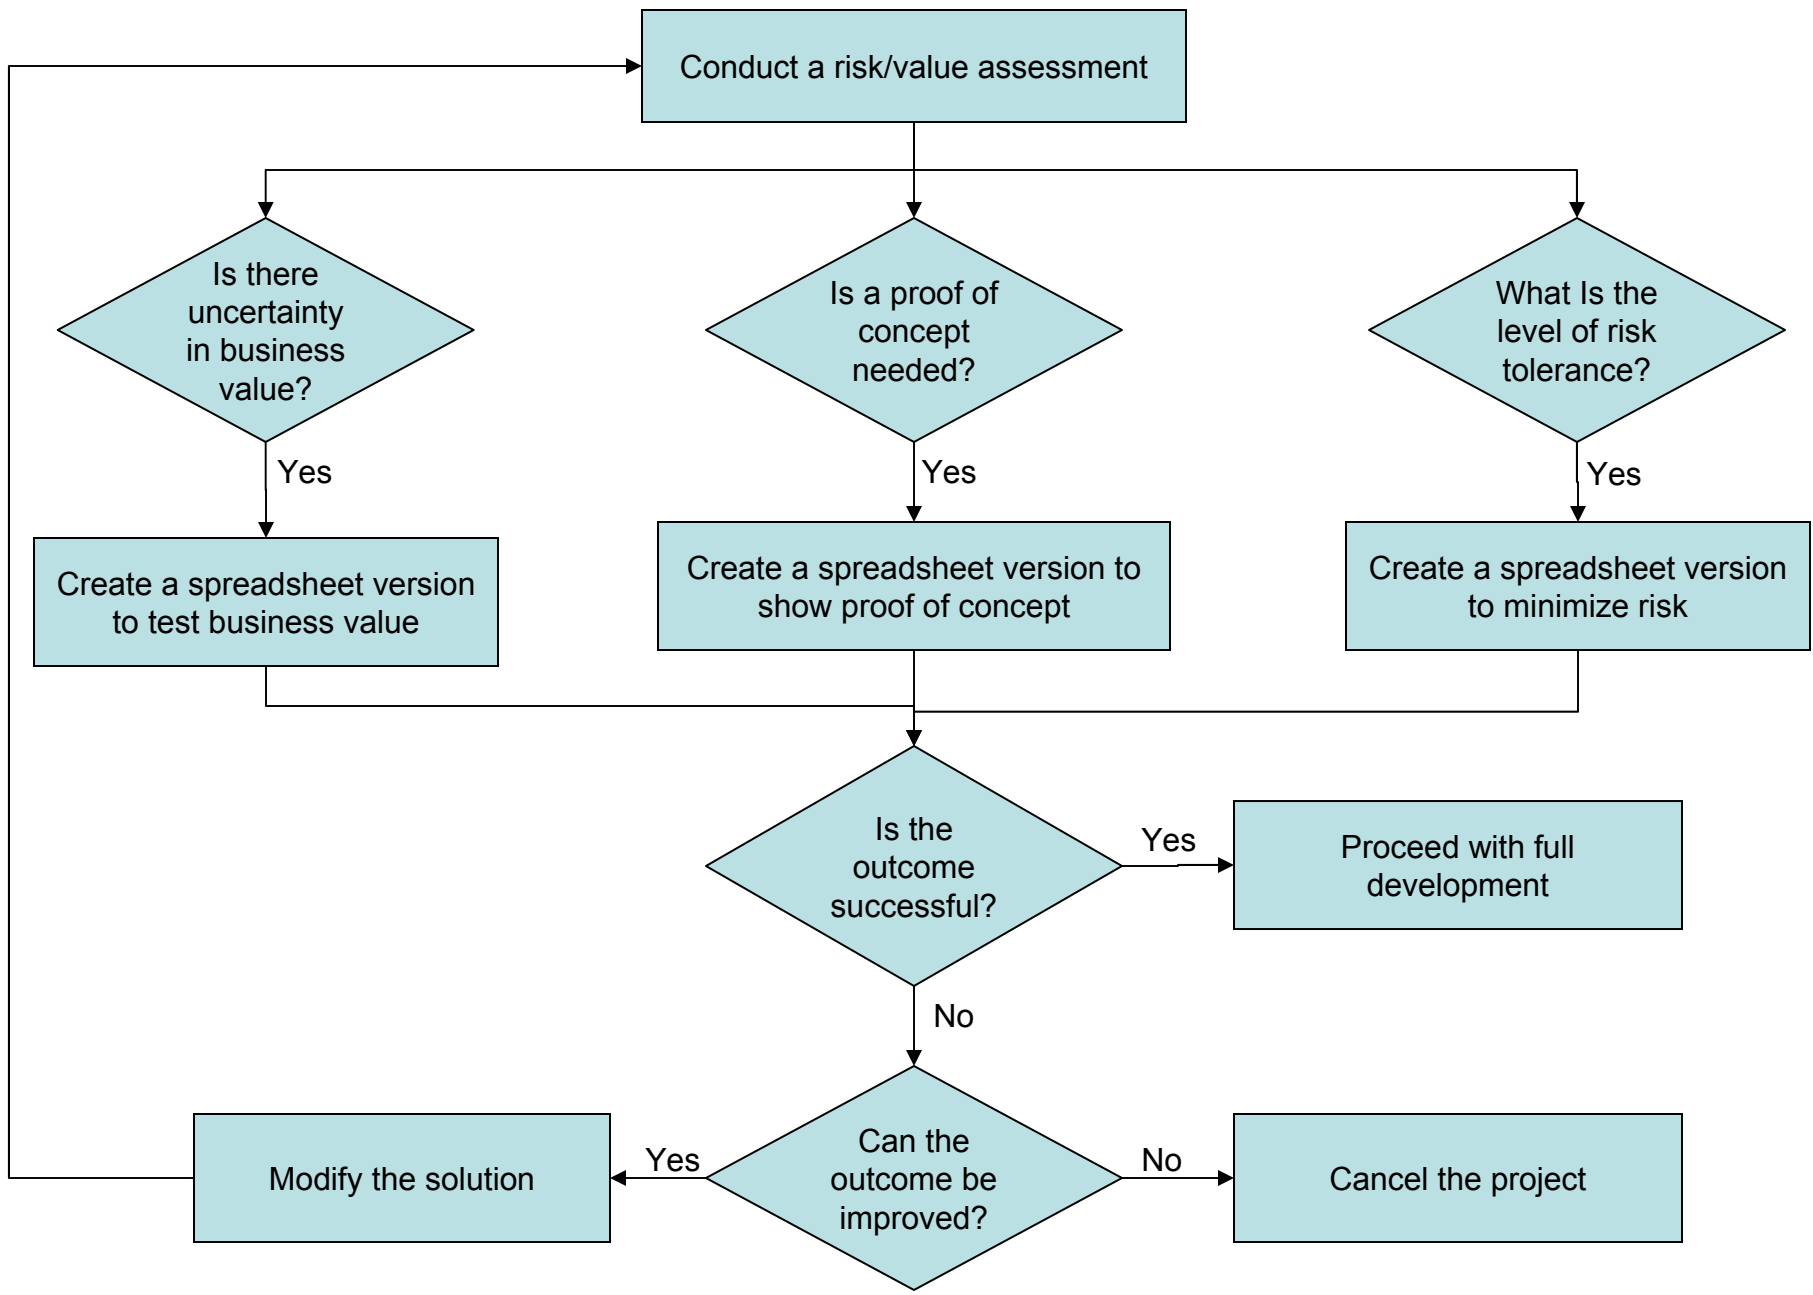 Conduct a risk/value assessment
Is there
uncertainty
in business
value?
Is a proof of
concept
needed?
What Is the
level of risk
tolerance?
Yes
Yes
Yes
Create a spreadsheet version
to test business value
Create a spreadsheet version to
show proof of concept
Create a spreadsheet version
to minimize risk
Is the
outcome
successful?
Yes
Proceed with full
development
No
Modify the solution
Yes
Can the
outcome be
improved?
No
Cancel the project